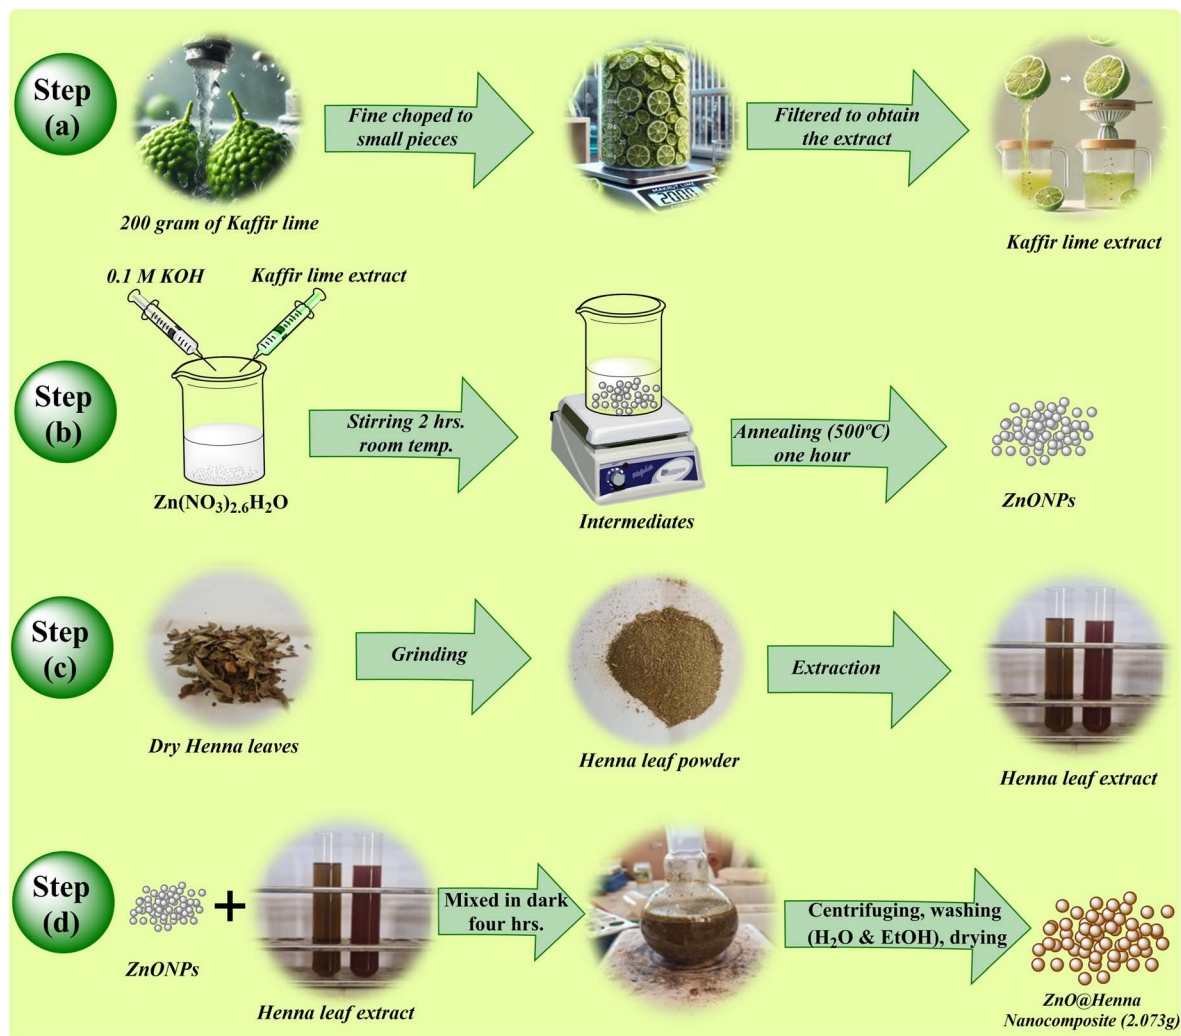 Step
(a)
Fine choped to
small pieces
Filtered to obtain
the extract
MAKRUT LIME
2000
200 gram of Kaffir lime
Kaffir lime extract
0.1 M KOH
Kaffir lime extract
Step
(b)
Stirring 2 hrs.
room temp.
Annealing (500ºC)
one hour
Zn(NO3)2.6H2O
Intermediates
ZnONPs
Step
(c)
Grinding
Extraction
Dry Henna leaves
Henna leaf powder
Henna leaf extract
Step
(d)
+
Mixed in dark
four hrs.
Centrifuging, washing
(H2O & EtOH), drying
ZnONPs
Henna leaf extract
ZnO@Henna
Nanocomposite (2.073g)